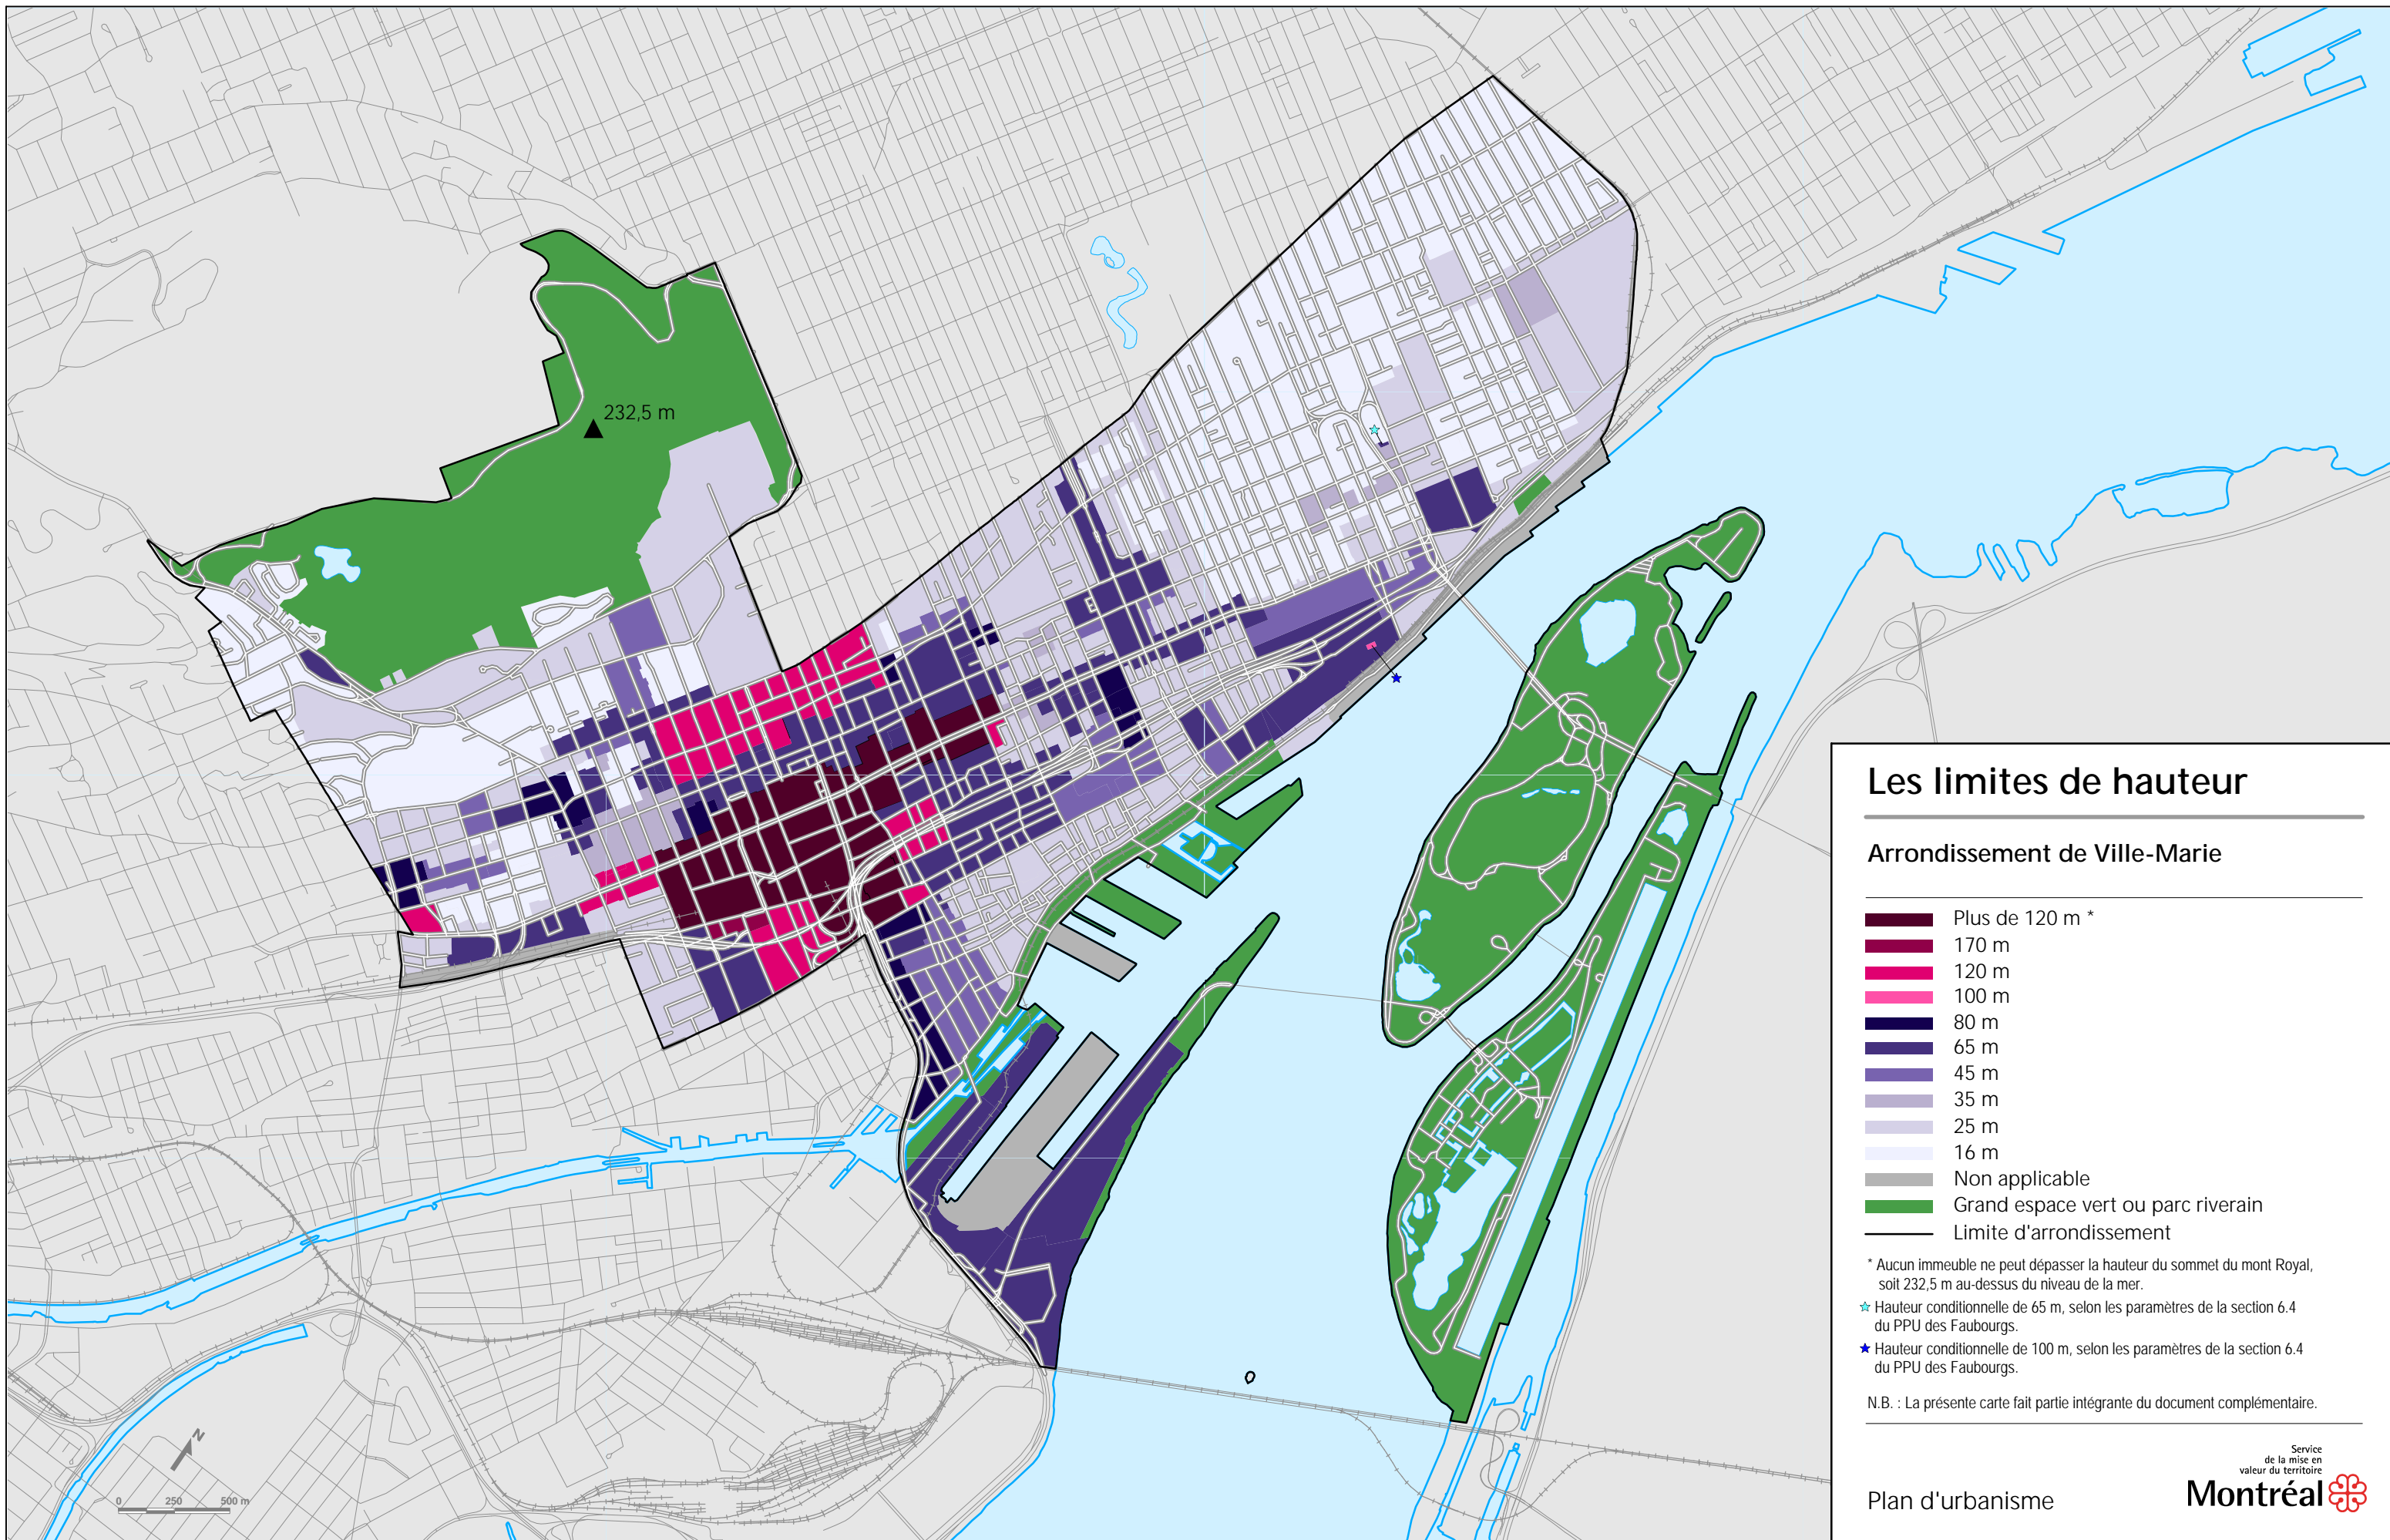 232,5 m
Les limites de hauteur
Arrondissement de Ville-Marie
Plus de 120 m *
170 m
120 m
100 m
80 m
65 m
45 m
35 m
25 m
16 m
Non applicable
Grand espace vert ou parc riverain
Limite d'arrondissement
* Aucun immeuble ne peut dépasser la hauteur du sommet du mont Royal,
soit 232,5 m au-dessus du niveau de la mer.
Hauteur conditionnelle de 65 m, selon les paramètres de la section 6.4
du PPU des Faubourgs.
Hauteur conditionnelle de 100 m, selon les paramètres de la section 6.4
du PPU des Faubourgs.
N.B. : La présente carte fait partie intégrante du document complémentaire.
N
0 250 500 m
Service
de la mise en
valeur du territoire
Montréal
Plan d'urbanisme